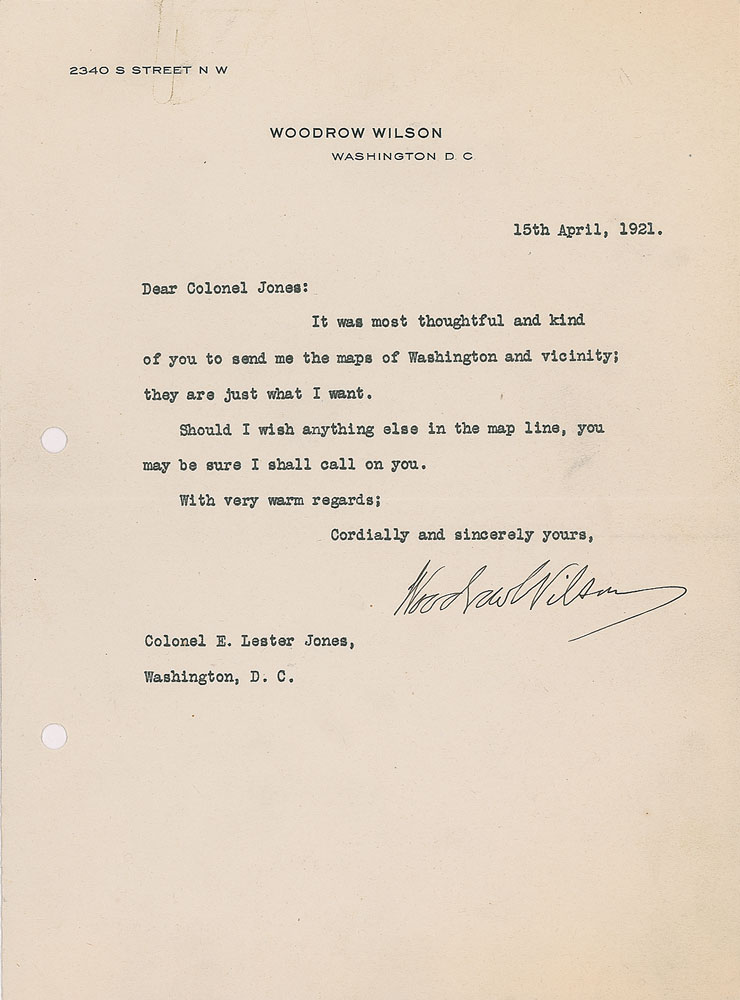 2340 S STREET N W
WOODROW WILSON
WASHINGTON D C
15th April, 1921.
Dear Colonel Jones:
It was most thoughtful and kind
of you to send me the maps of Washington and vicinity;
they are just what I want.
Should I wish anything else in the map line, you
may be sure I shall call on you.
With very warm regards;
Cordially and sincerely yours,
Woodrow Wilson
Colonel E. Lester Jones,
Washington, D. C.